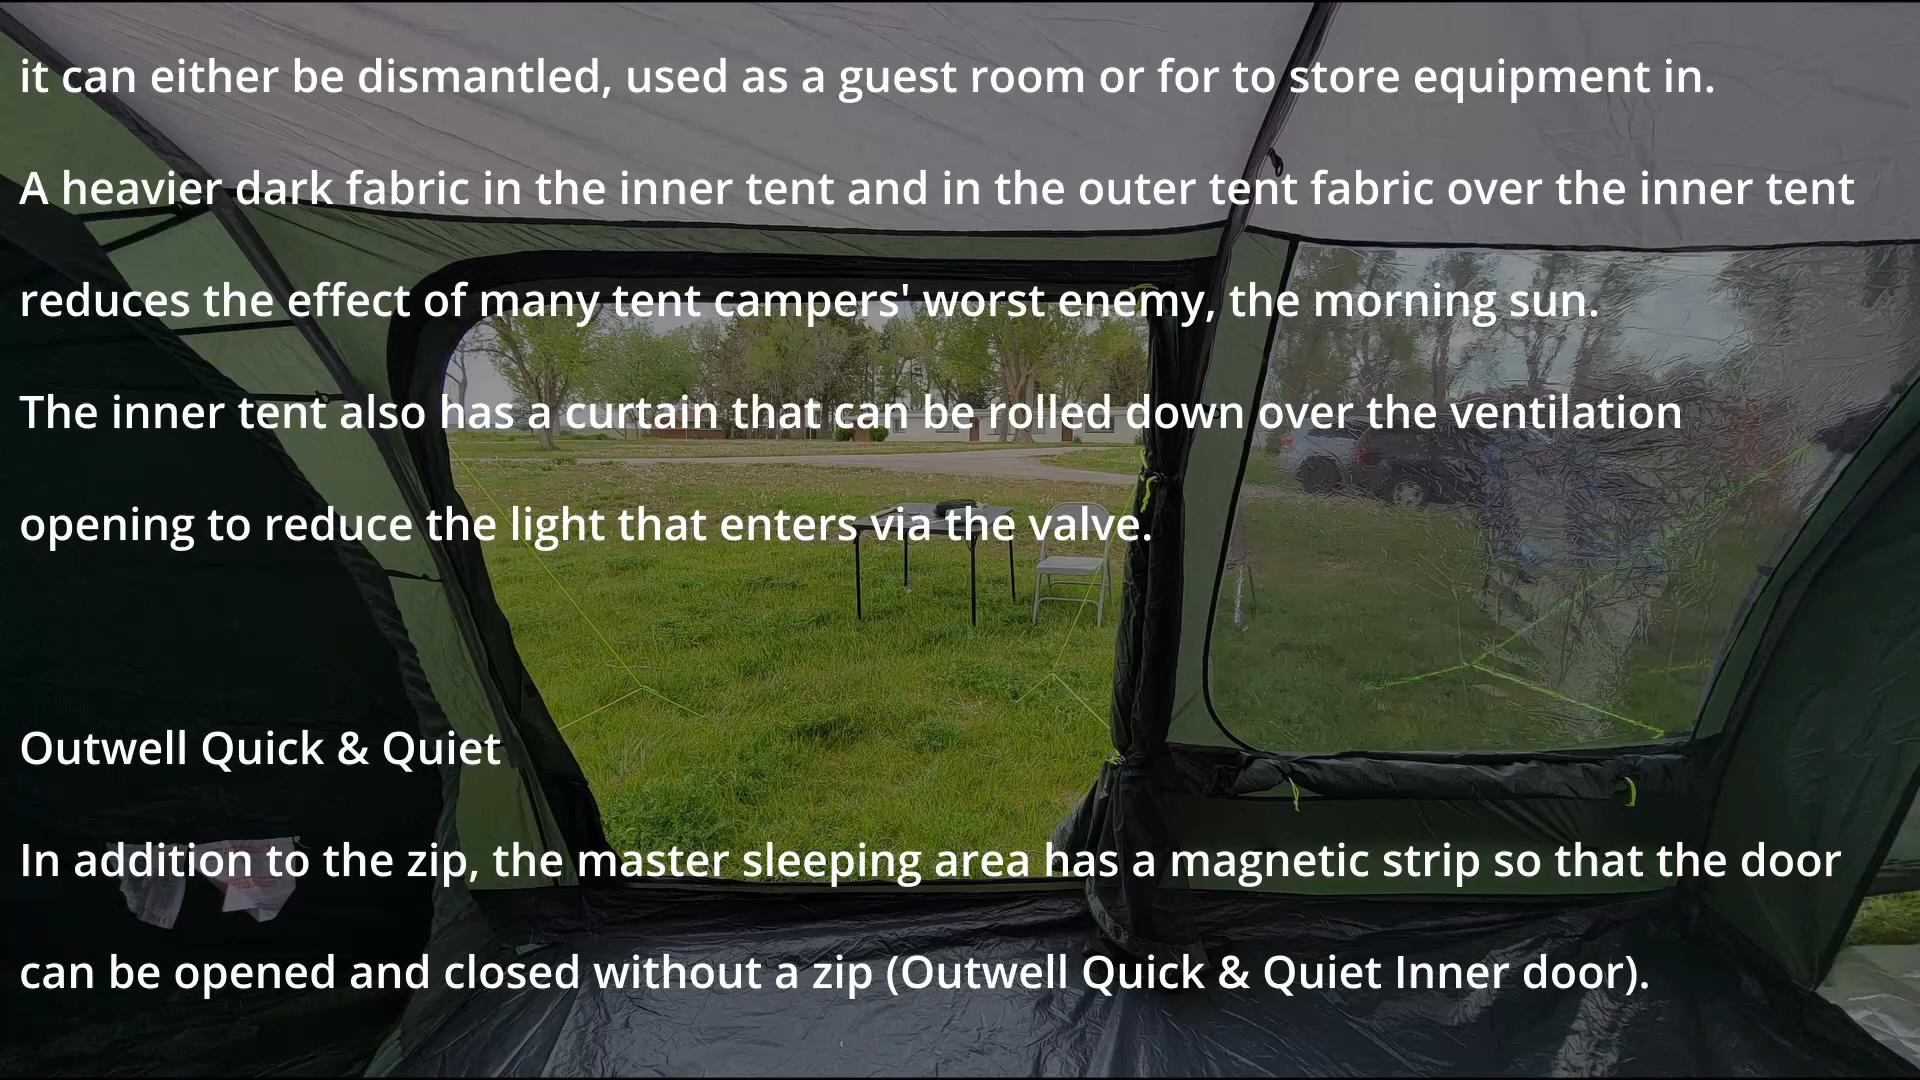 it can either be dismantled, used as a guest room or for to store equipment in.
A heavier dark fabric in the inner tent and in the outer tent fabric over the inner tent
reduces the effect of many tent campers' worst enemy, the morning sun.
The inner tent also has a curtain that can be rolled down over the ventilation
opening to reduce the light that enters via the valve.
Outwell Quick & Quiet
In addition to the zip, the master sleeping area has a magnetic strip so that the door
can be opened and closed without a zip (Outwell Quick & Quiet Inner door).